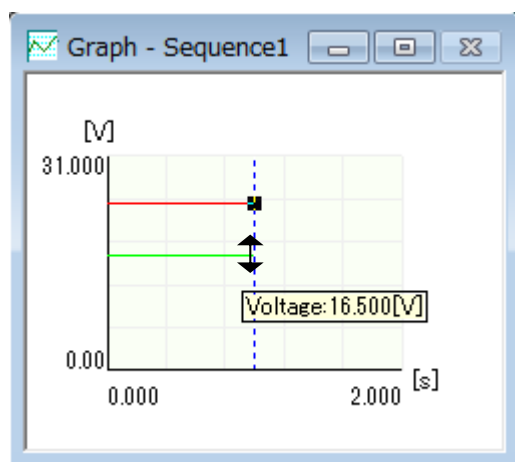 Graph - Sequence1
[V]
31.000
Voltage:16.500[V]
0.00
0.000
2.000
[s]